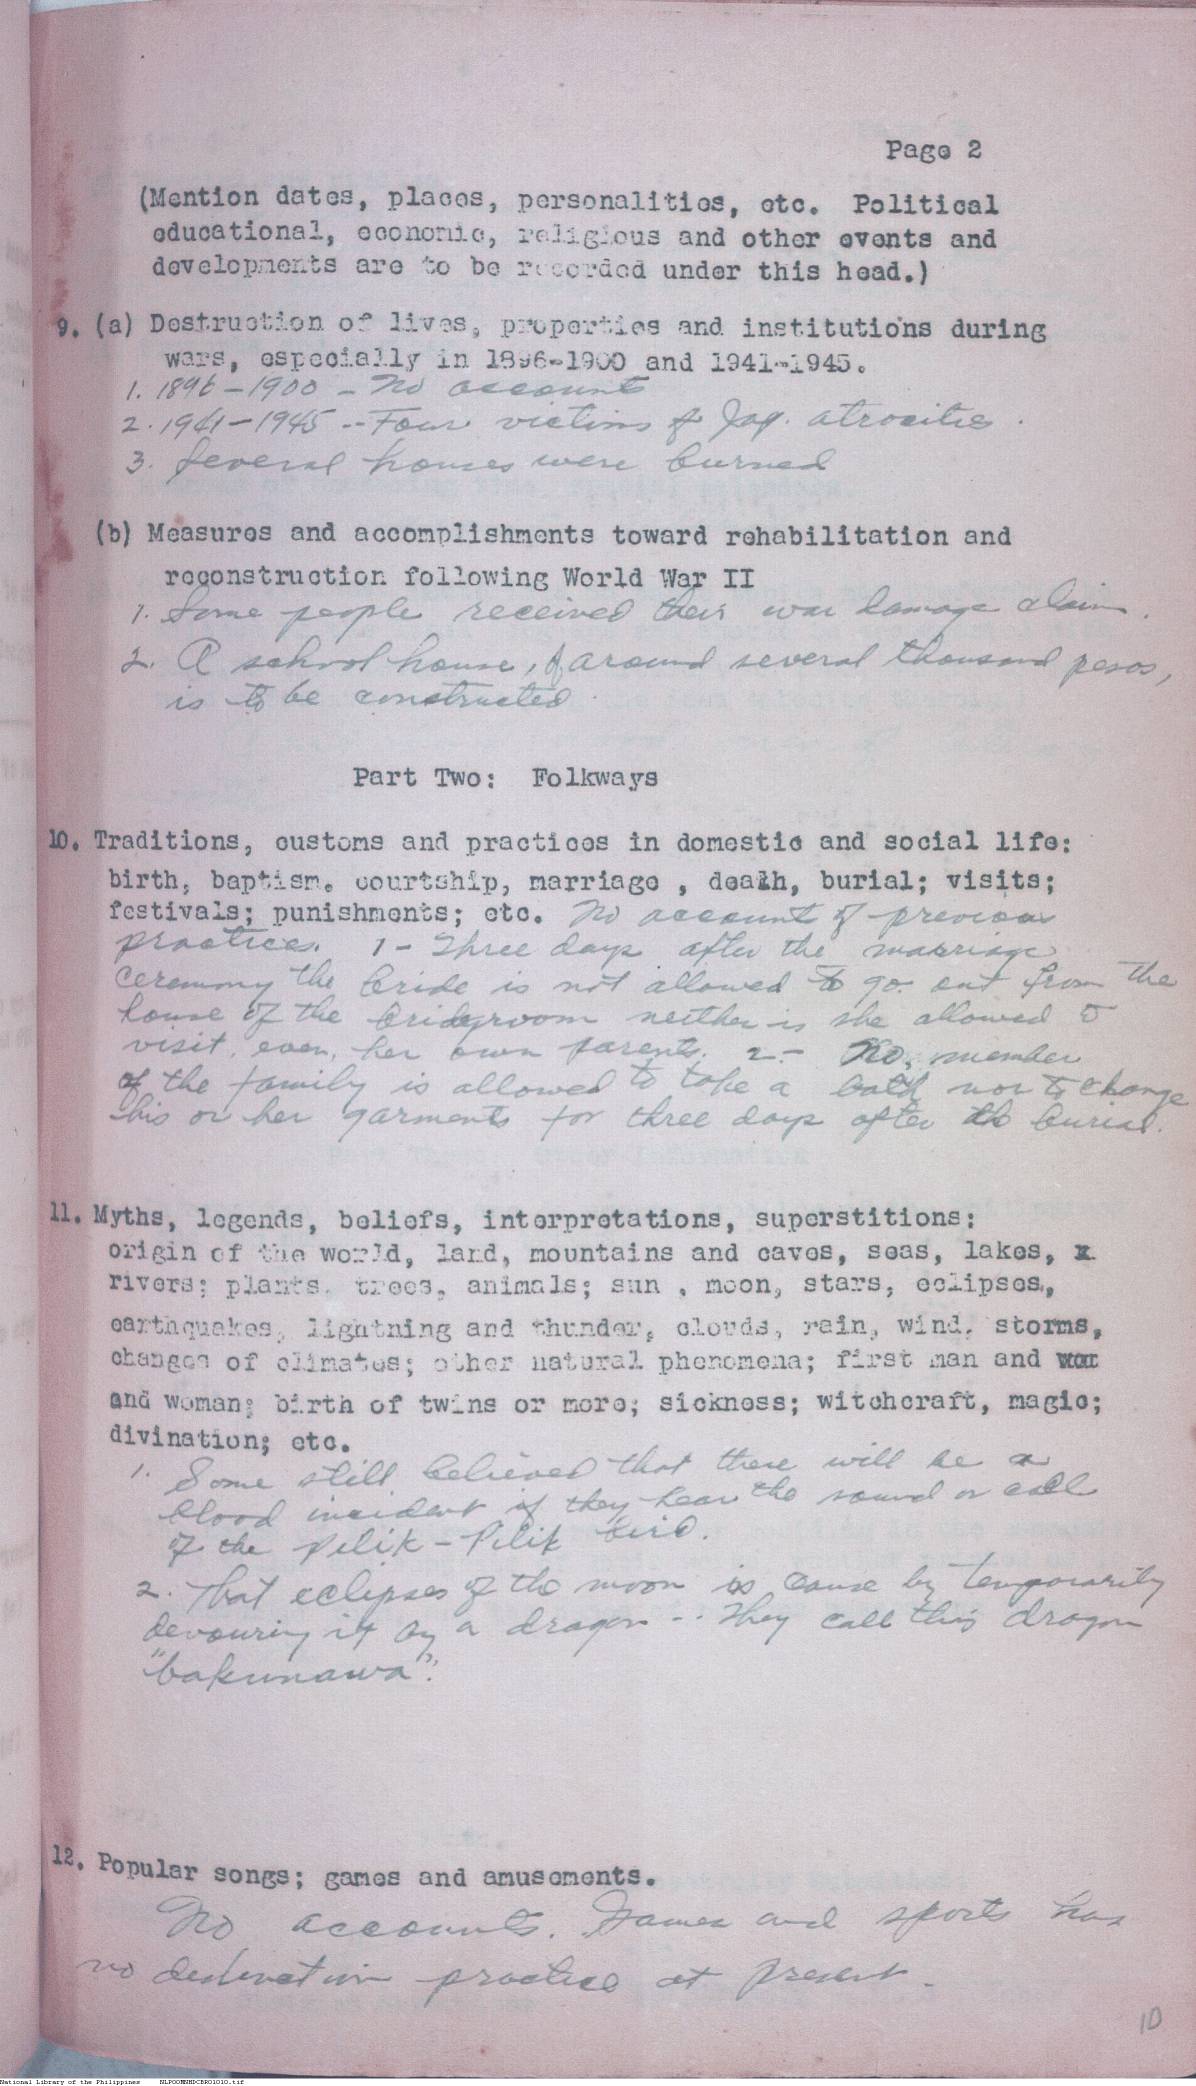 Page 2
(Mention dates, places, personalities, etc. Political
educational, economic, religious and other events and
developments are to be recorded under this head.)
9. (a) Destruction of lives, properties and institutions during
wars, especially in 1896-1900 and 1941-1945.
1. 1896-1900 - No account
2. 1941-1945 -- Four victims of Jap. atrocities.
3. Several houses were burned
(b) Measures and accomplishments toward rehabilitation and
reconstruction following World War II
1. Some people received their war damage claim.
2. A school house, of around several thousand pesos,
is to be constructed.
Part Two: Folkways
10. Traditions, customs and practices in domestic and social life:
birth, baptism. courtship, marriage , death, burial; visits;
festivals; punishments; etc. No account of previous
practices. 1 - Three days after the marriage
ceremony the bride is not allowed to go out from the
house of the bridegroom neither is she allowed to
visit, even, her own parents. 2 - No, member
of the family is allowed to take a bath nor to change
his or her garments for three days after the burial.
11. Myths, legends, beliefs, interpretations, superstitions:
origin of the world, land, mountains and caves, seas, lakes, x
rivers; plants, trees, animals; sun , moon, stars, eclipses,
earthquakes, lightning and thunder, clouds, rain, wind, storms,
changes of climates; other natural phenomena; first man and
and woman; birth of twins or more; sickness; witchcraft, magic;
divination; etc.
1. Some still believed that there will be a
blood incident if they hear the sound or call
of the Pilik-Pilik bird.
2. That eclipses of the moon is cause by temporarily
devouring it by a dragon -- They call this dragon
"bakunawa".
12. Popular songs; games and amusements.
No accounts. Games and sports has
no distinction practice at present.
10
National Library of the Philippines NLPOOMNHDCBR01010.tif